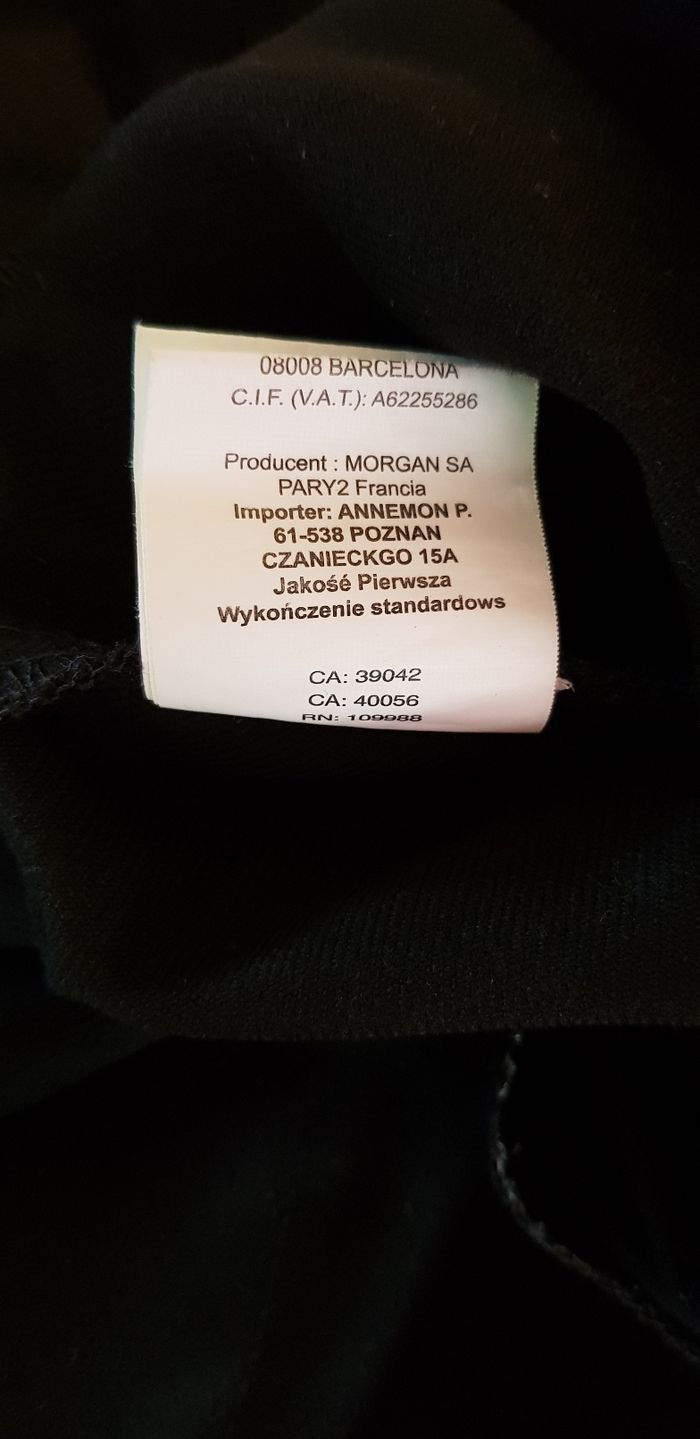 08008 BARCELONA
C.I.F. (V.A.T.): A62255286
Producent : MORGAN SA
PARY2 Francia
Importer: ANNEMON P.
61-538 POZNAN
CZANIECKGO 15A
Jakośé Pierwsza
Wykończenie standardows
CA: 39042
CA: 40056
RN: 109988